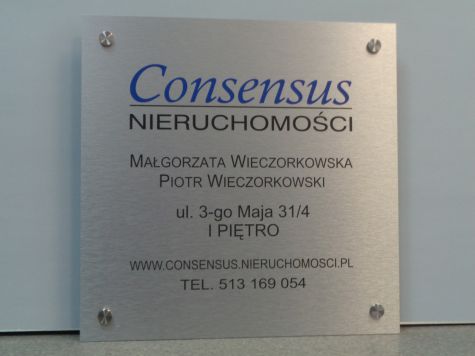 Consensus
NIERUCHOMOŚCI
MAŁGORZATA WIECZORKOWSKA
PIOTR WIECZORKOWSKI
ul. 3-go Maja 31/4
I PIĘTRO
WWW.CONSENSUS.NIERUCHOMOSCI.PL
TEL. 513 169 054